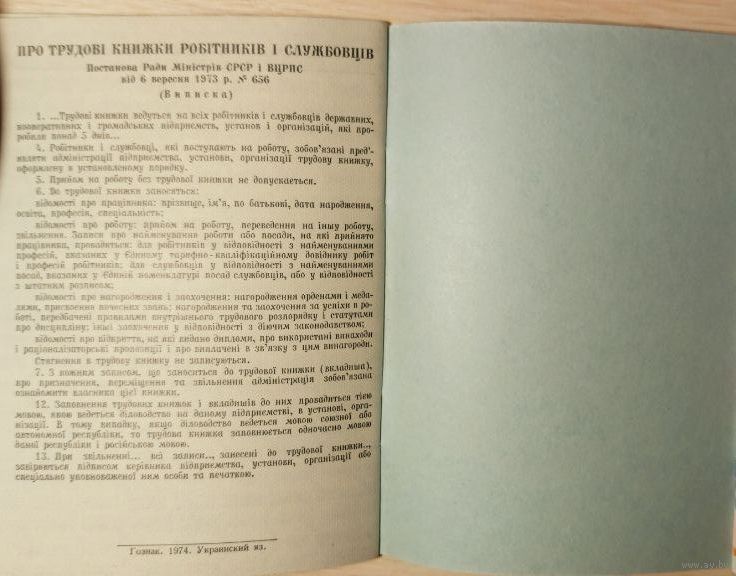 ПРО ТРУДОВІ КНИЖКИ РОБІТНИКІВ І СЛУЖБОВЦІВ
Постанова Ради Міністрів СРСР і ВЦРПС
від 6 вересня 1973 р. № 656
(Виписка)
1. ...Трудові книжки ведуться на всіх робітників і службовців державних,
кооперативних і громадських підприємств, установ і організацій, які про-
робили понад 5 днів...
4. Робітники і службовці, які поступають на роботу, зобов'язані пред'-
являти адміністрації підприємства, установи, організації трудову книжку,
оформлену в установленому порядку.
5. Прийом на роботу без трудової книжки не допускається.
6. До трудової книжки заносяться:
відомості про працівника: прізвище, ім'я, по батькові, дата народження,
освіта, професія, спеціальність;
відомості про роботу: прийом на роботу, переведення на іншу роботу,
звільнення. Записи про найменування роботи або посади, на які прийнято
працівника, провадяться: для робітників у відповідності з найменуваннями
професій, вказаних у Єдиному тарифно-кваліфікаційному довіднику робіт
і професій робітників; для службовців у відповідності з найменуваннями
посад, вказаних у Єдиній номенклатурі посад службовців, або у відповідності
з штатним розписом;
відомості про нагородження і заохочення: нагородження орденами і меда-
лями, присвоєння почесних звань; нагородження та заохочення за успіхи в ро-
боті, передбачені правилами внутрішнього трудового розпорядку і статутами
про дисципліну; інші заохочення у відповідності з діючим законодавством;
відомості про відкриття, на які видано дипломи, про використані винаходи
і раціоналізаторські пропозиції і про виплачені в зв'язку з цим винагороди.
Стягнення в трудову книжку не записуються.
7. З кожним записом, що заноситься до трудової книжки (вкладиша),
про призначення, переміщення та звільнення адміністрація зобов'язана
ознайомити власника цієї книжки.
12. Заповнення трудових книжок і вкладишів до них провадиться тією
мовою, якою ведеться діловодство на даному підприємстві, в установі, орга-
нізації. В тому випадку, якщо діловодство ведеться мовою союзної або
автономної республіки, то трудова книжка заповнюється одночасно мовою
даної республіки і російською мовою.
13. При звільненні... всі записи.., занесені до трудової книжки..,
завіряються підписом керівника підприємства, установи, організації або
спеціально уповноваженої ним особи та печаткою.
Гознак. 1974. Украинский яз.
www.av.by